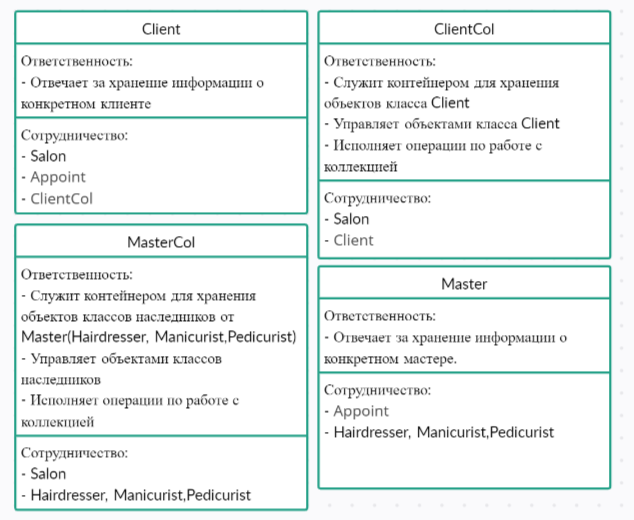 Client
Ответственность:
- Отвечает за хранение информации о
конкретном клиенте
Сотрудничество:
- Salon
- Appoint
- ClientCol
ClientCol
Ответственность:
- Служит контейнером для хранения
объектов класса Client
- Управляет объектами класса Client
- Исполняет операции по работе с
коллекцией
Сотрудничество:
- Salon
- Client
MasterCol
Ответственность:
- Служит контейнером для хранения
объектов классов наследников от
Master(Hairdresser, Manicurist,Pedicurist)
- Управляет объектами классов
наследников
- Исполняет операции по работе с
коллекцией
Сотрудничество:
- Salon
- Hairdresser, Manicurist,Pedicurist
Master
Ответственность:
- Отвечает за хранение информации о
конкретном мастере.
Сотрудничество:
- Appoint
- Hairdresser, Manicurist,Pedicurist